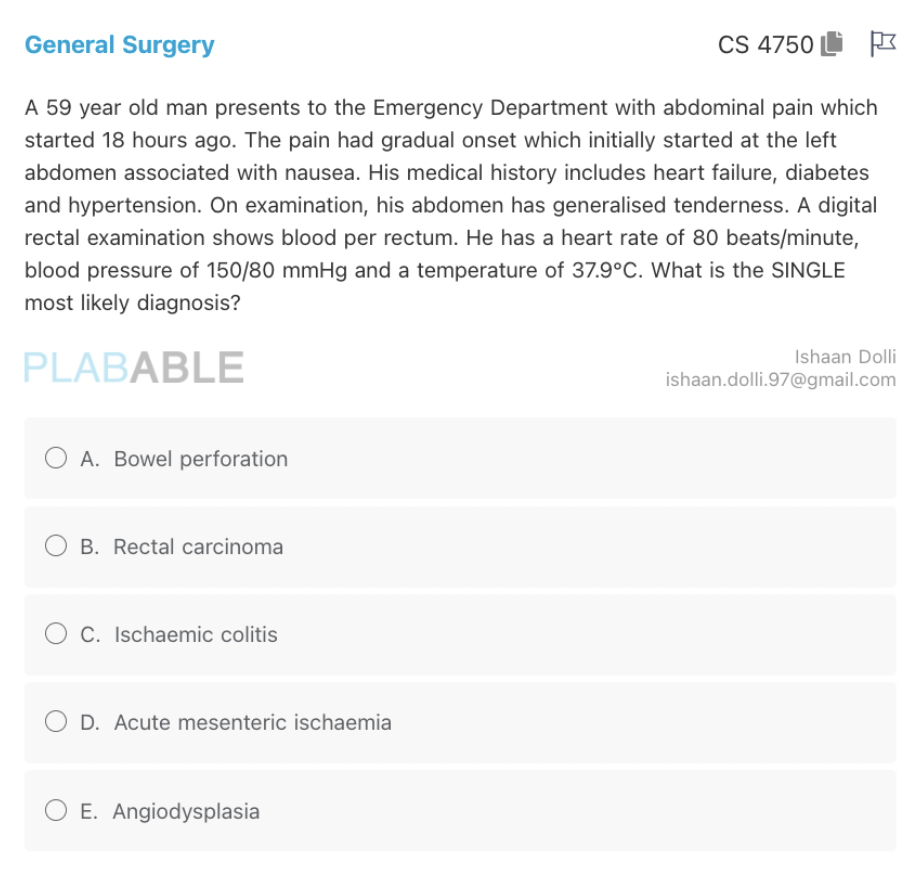 General Surgery
CS 4750
A 59 year old man presents to the Emergency Department with abdominal pain which
started 18 hours ago. The pain had gradual onset which initially started at the left
abdomen associated with nausea. His medical history includes heart failure, diabetes
and hypertension. On examination, his abdomen has generalised tenderness. A digital
rectal examination shows blood per rectum. He has a heart rate of 80 beats/minute,
blood pressure of 150/80 mmHg and a temperature of 37.9°C. What is the SINGLE
most likely diagnosis?
PLABABLE
Ishaan Dolli
ishaan.dolli.97@gmail.com
A. Bowel perforation
B. Rectal carcinoma
C. Ischaemic colitis
D. Acute mesenteric ischaemia
E. Angiodysplasia